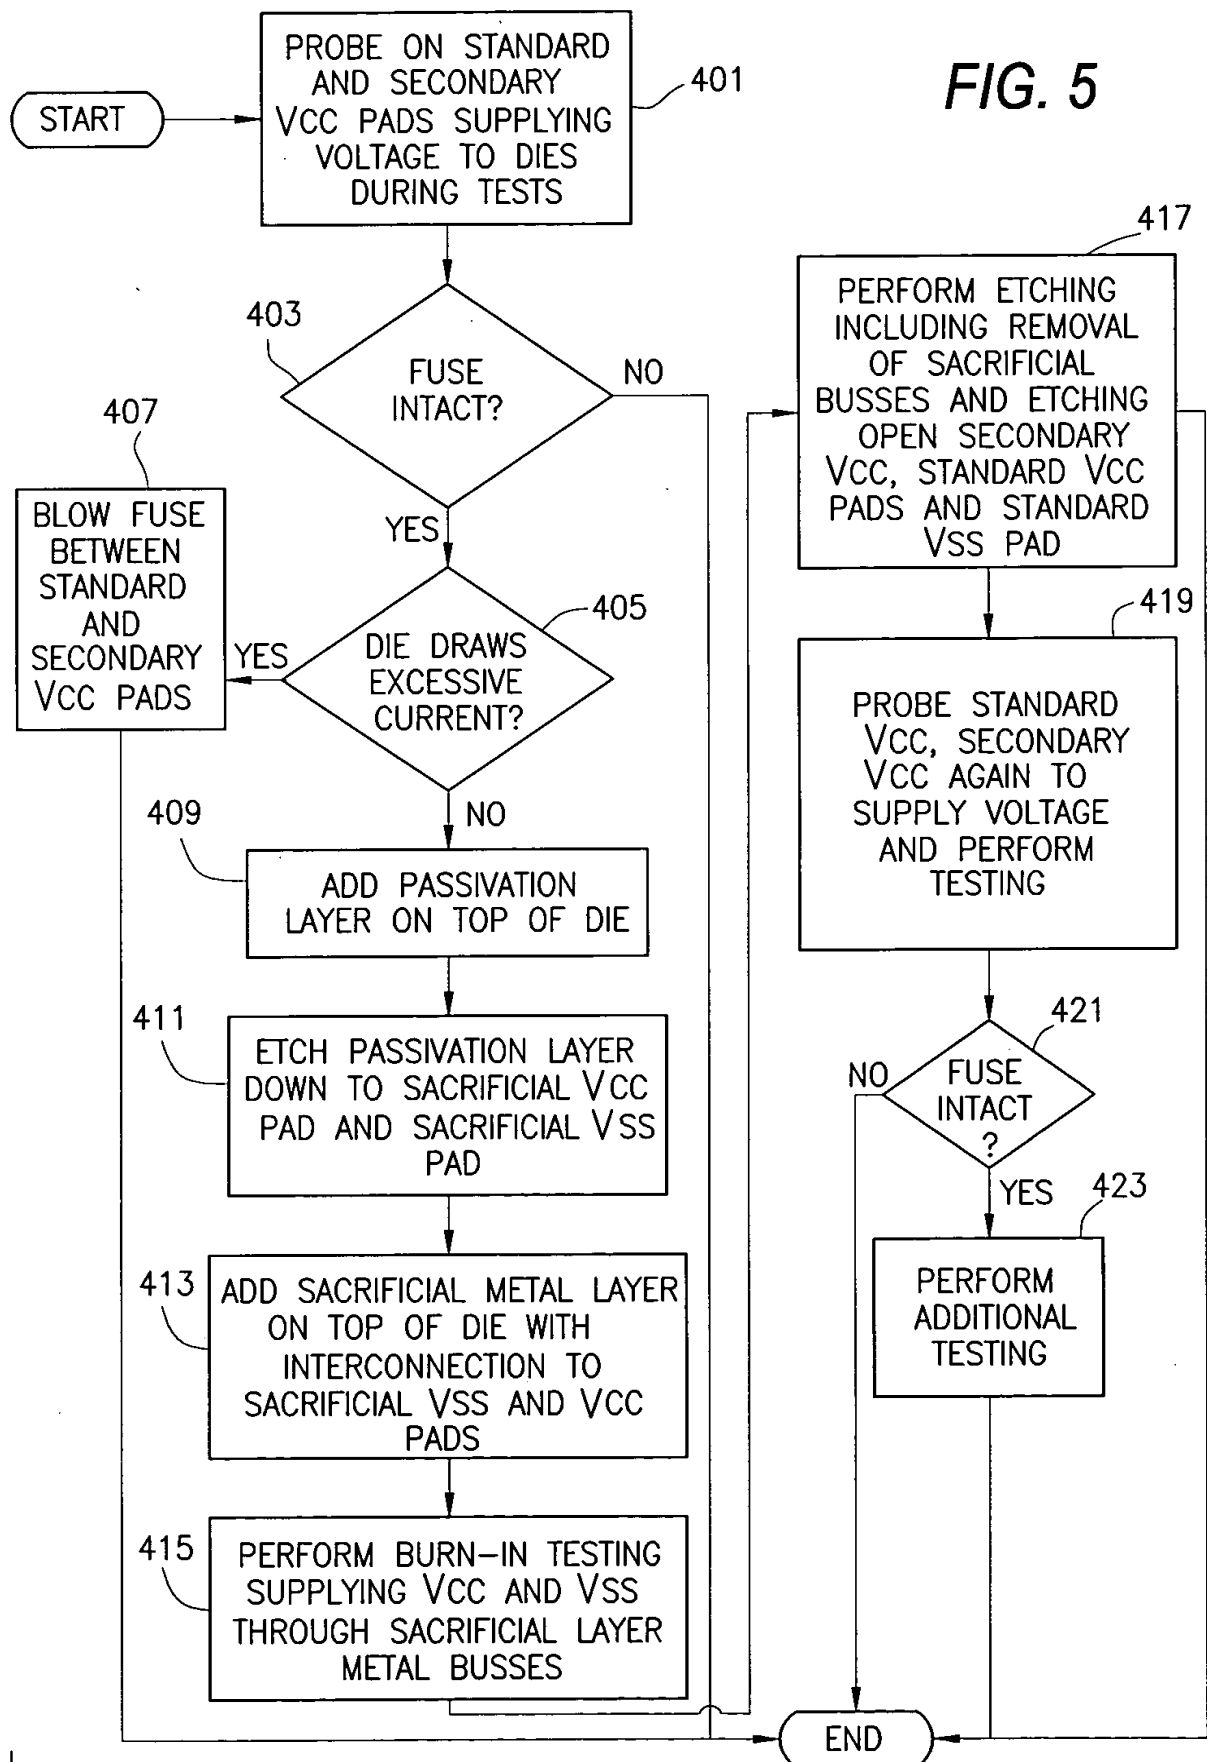 FIG. 5
START
PROBE ON STANDARD
AND SECONDARY
VCC PADS SUPPLYING
VOLTAGE TO DIES
DURING TESTS
401
403
FUSE
INTACT?
NO
YES
407
BLOW FUSE
BETWEEN
STANDARD
AND
SECONDARY
VCC PADS
405
DIE DRAWS
EXCESSIVE
CURRENT?
YES
NO
409
ADD PASSIVATION
LAYER ON TOP OF DIE
411
ETCH PASSIVATION LAYER
DOWN TO SACRIFICIAL VCC
PAD AND SACRIFICIAL VSS
PAD
413
ADD SACRIFICIAL METAL LAYER
ON TOP OF DIE WITH
INTERCONNECTION TO
SACRIFICIAL VSS AND VCC
PADS
415
PERFORM BURN-IN TESTING
SUPPLYING VCC AND VSS
THROUGH SACRIFICIAL LAYER
METAL BUSSES
417
PERFORM ETCHING
INCLUDING REMOVAL
OF SACRIFICIAL
BUSSES AND ETCHING
OPEN SECONDARY
VCC, STANDARD VCC
PADS AND STANDARD
VSS PAD
419
PROBE STANDARD
VCC, SECONDARY
VCC AGAIN TO
SUPPLY VOLTAGE
AND PERFORM
TESTING
421
FUSE
INTACT
?
NO
YES
423
PERFORM
ADDITIONAL
TESTING
END